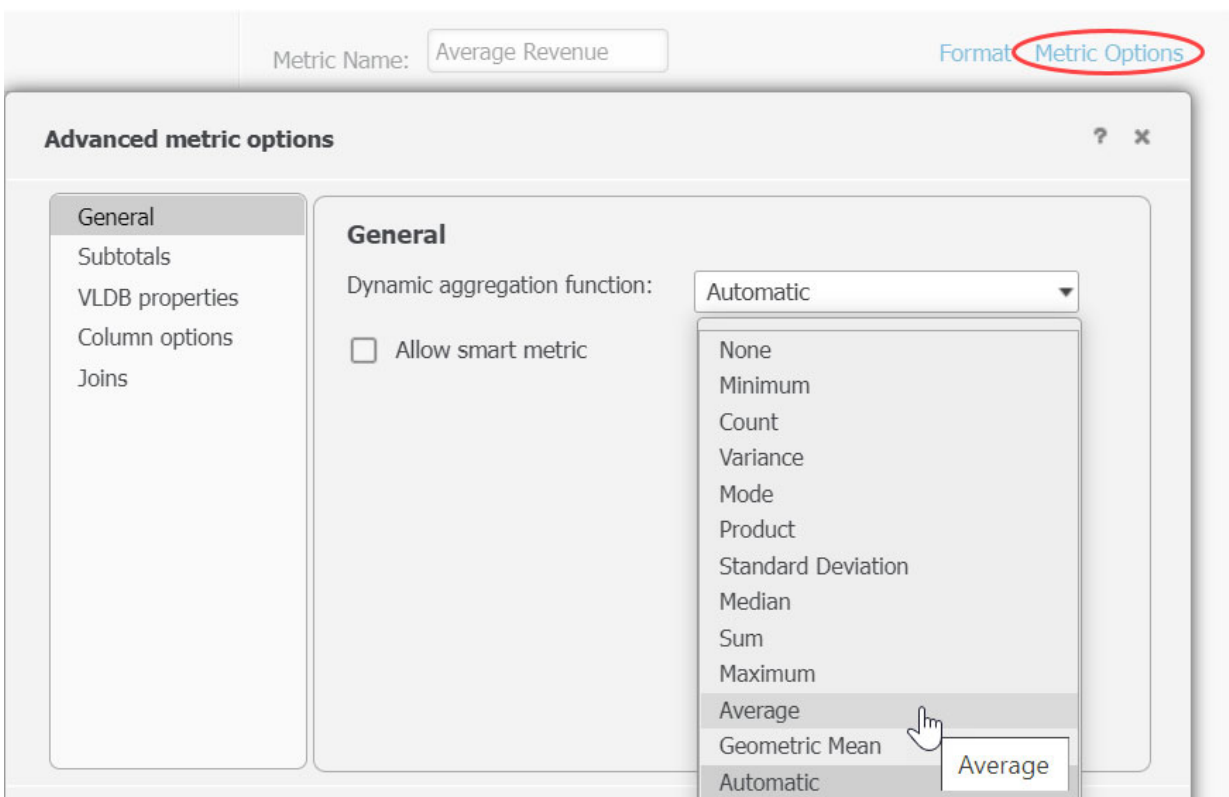 Metric Name: Average Revenue Format Metric Options
Advanced metric options ?
General
Subtotals
VLDB properties
Column options
Joins
General
Dynamic aggregation function: Automatic
Allow smart metric
None
Minimum
Count
Variance
Mode
Product
Standard Deviation
Median
Sum
Maximum
Average
Geometric Mean
Average
Automatic